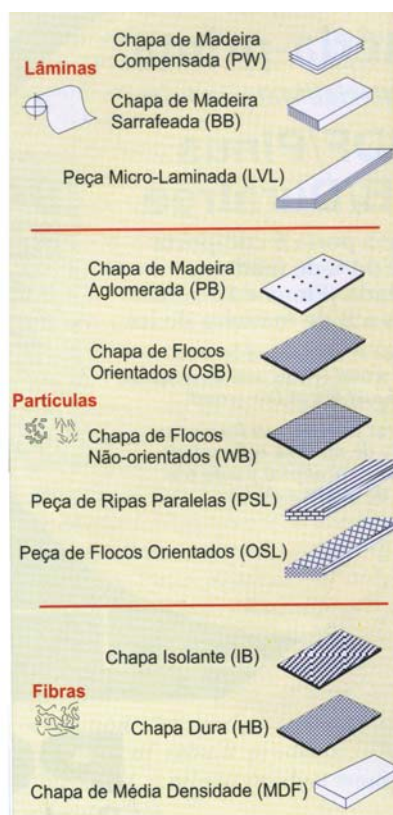 Chapa de Madeira
Compensada (PW)
Lâminas
Chapa de Madeira
Sarrafeada (BB)
Peça Micro-Laminada (LVL)
Chapa de Madeira
Aglomerada (PB)
Chapa de Flocos
Orientados (OSB)
Partículas
Chapa de Flocos
Não-orientados (WB)
Peça de Ripas Paralelas (PSL)
Peça de Flocos Orientados (OSL)
Chapa Isolante (IB)
Fibras
Chapa Dura (HB)
Chapa de Média Densidade (MDF)